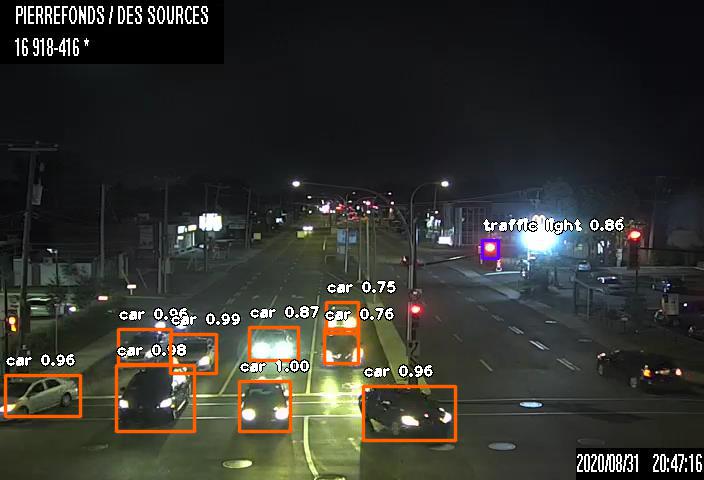 PIERREFONDS / DES SOURCES
16 918-416 *
traffic light 0.86
car 0.75
car 0.96
car 0.99
car 0.87
car 0.76
car 0.98
car 0.96
car 1.00
car 0.96
2020/08/31 20:47:16